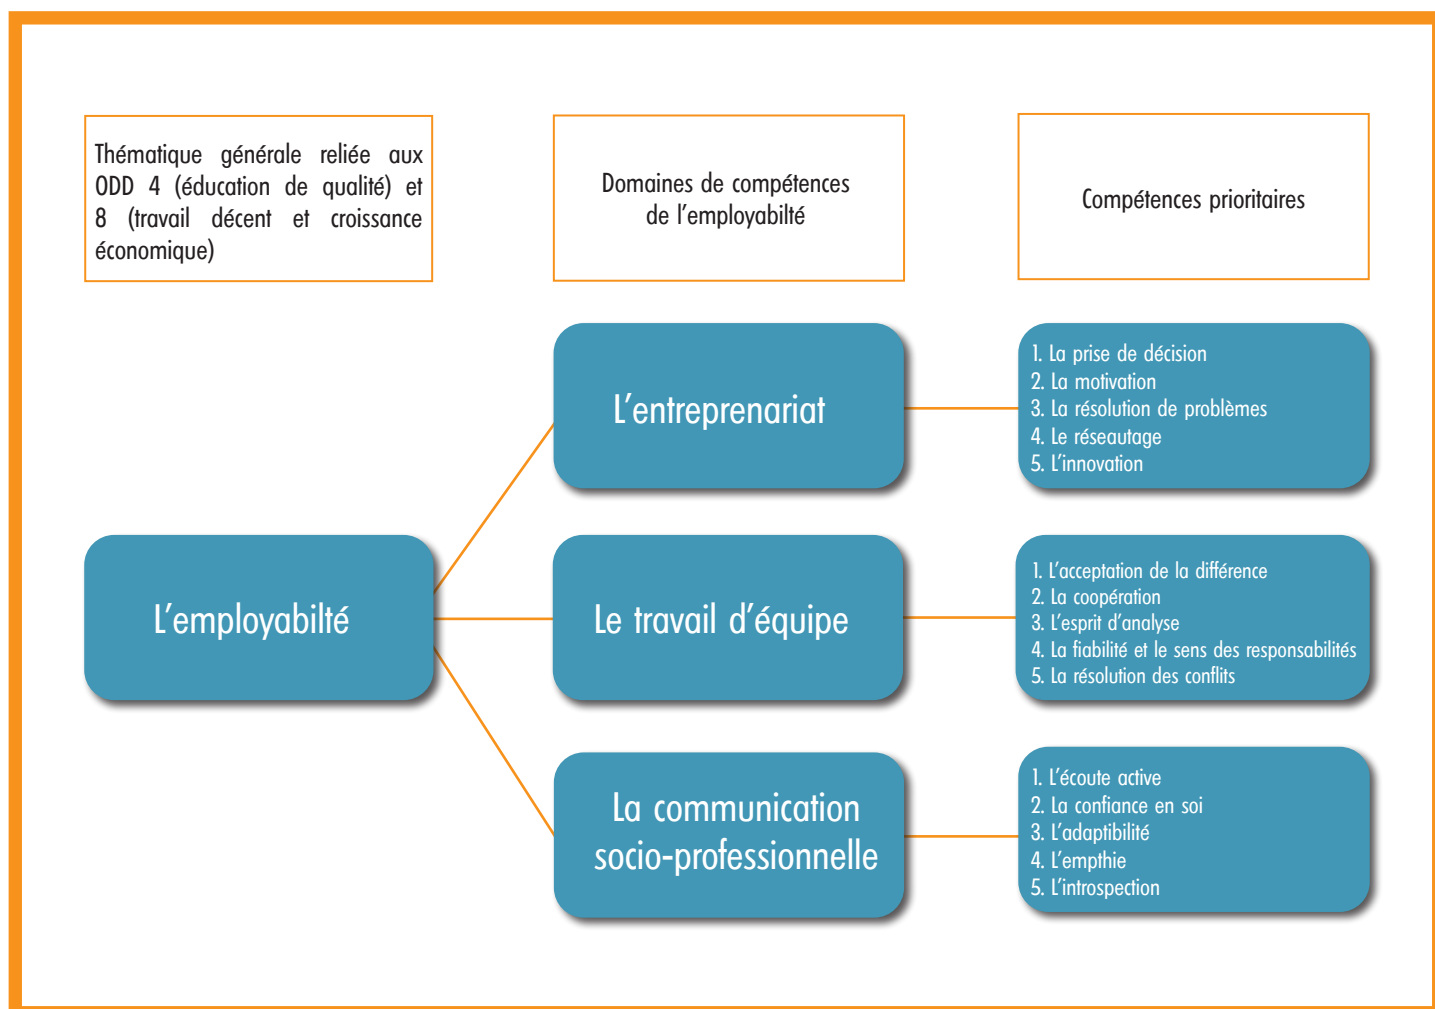 Thématique générale reliée aux
ODD 4 (éducation de qualité) et
8 (travail décent et croissance
économique)
Domaines de compétences
de l’employabilté
Compétences prioritaires
L’employabilté
L’entreprenariat
1. La prise de décision
2. La motivation
3. La résolution de problèmes
4. Le réseautage
5. L’innovation
Le travail d’équipe
1. L’acceptation de la différence
2. La coopération
3. L’esprit d’analyse
4. La fiabilité et le sens des responsabilités
5. La résolution des conflits
La communication
socio-professionnelle
1. L’écoute active
2. La confiance en soi
3. L’adaptibilité
4. L’empthie
5. L’introspection